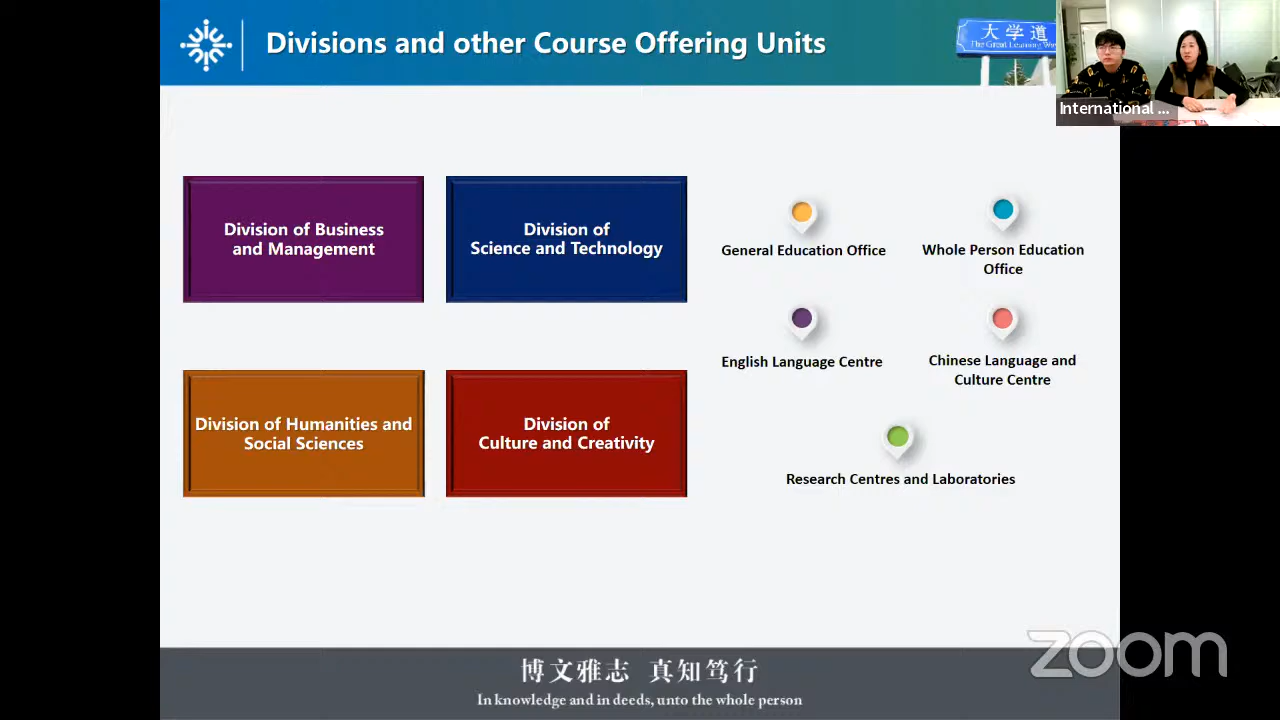 Divisions and other Course Offering Units
大学道
The Great Learning Way
International ...
Division of Business
and Management
Division of
Science and Technology
General Education Office
Whole Person Education
Office
English Language Centre
Chinese Language and
Culture Centre
Division of Humanities and
Social Sciences
Division of
Culture and Creativity
Research Centres and Laboratories
zoom
博文雅志 真知笃行
In knowledge and in deeds, unto the whole person